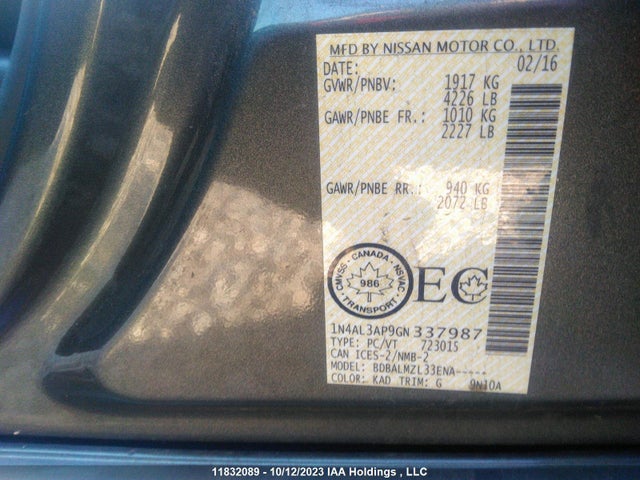 MFD BY NISSAN MOTOR CO., LTD.
DATE: 02/16
GVWR/PNBV: 1917 KG
4226 LB
GAWR/PNBE FR.: 1010 KG
2227 LB
GAWR/PNBE RR.: 940 KG
2072 LB
CMVSS · CANADA · NSVAC
986
TRANSPORT
EC
1N4AL3AP9GN337987
TYPE: PC/VT 723015
CAN ICES-2/NMB-2
MODEL: BDBALMZL33ENA-----
COLOR: KAD TRIM: G 9N10A
11832089 - 10/12/2023 IAA Holdings , LLC